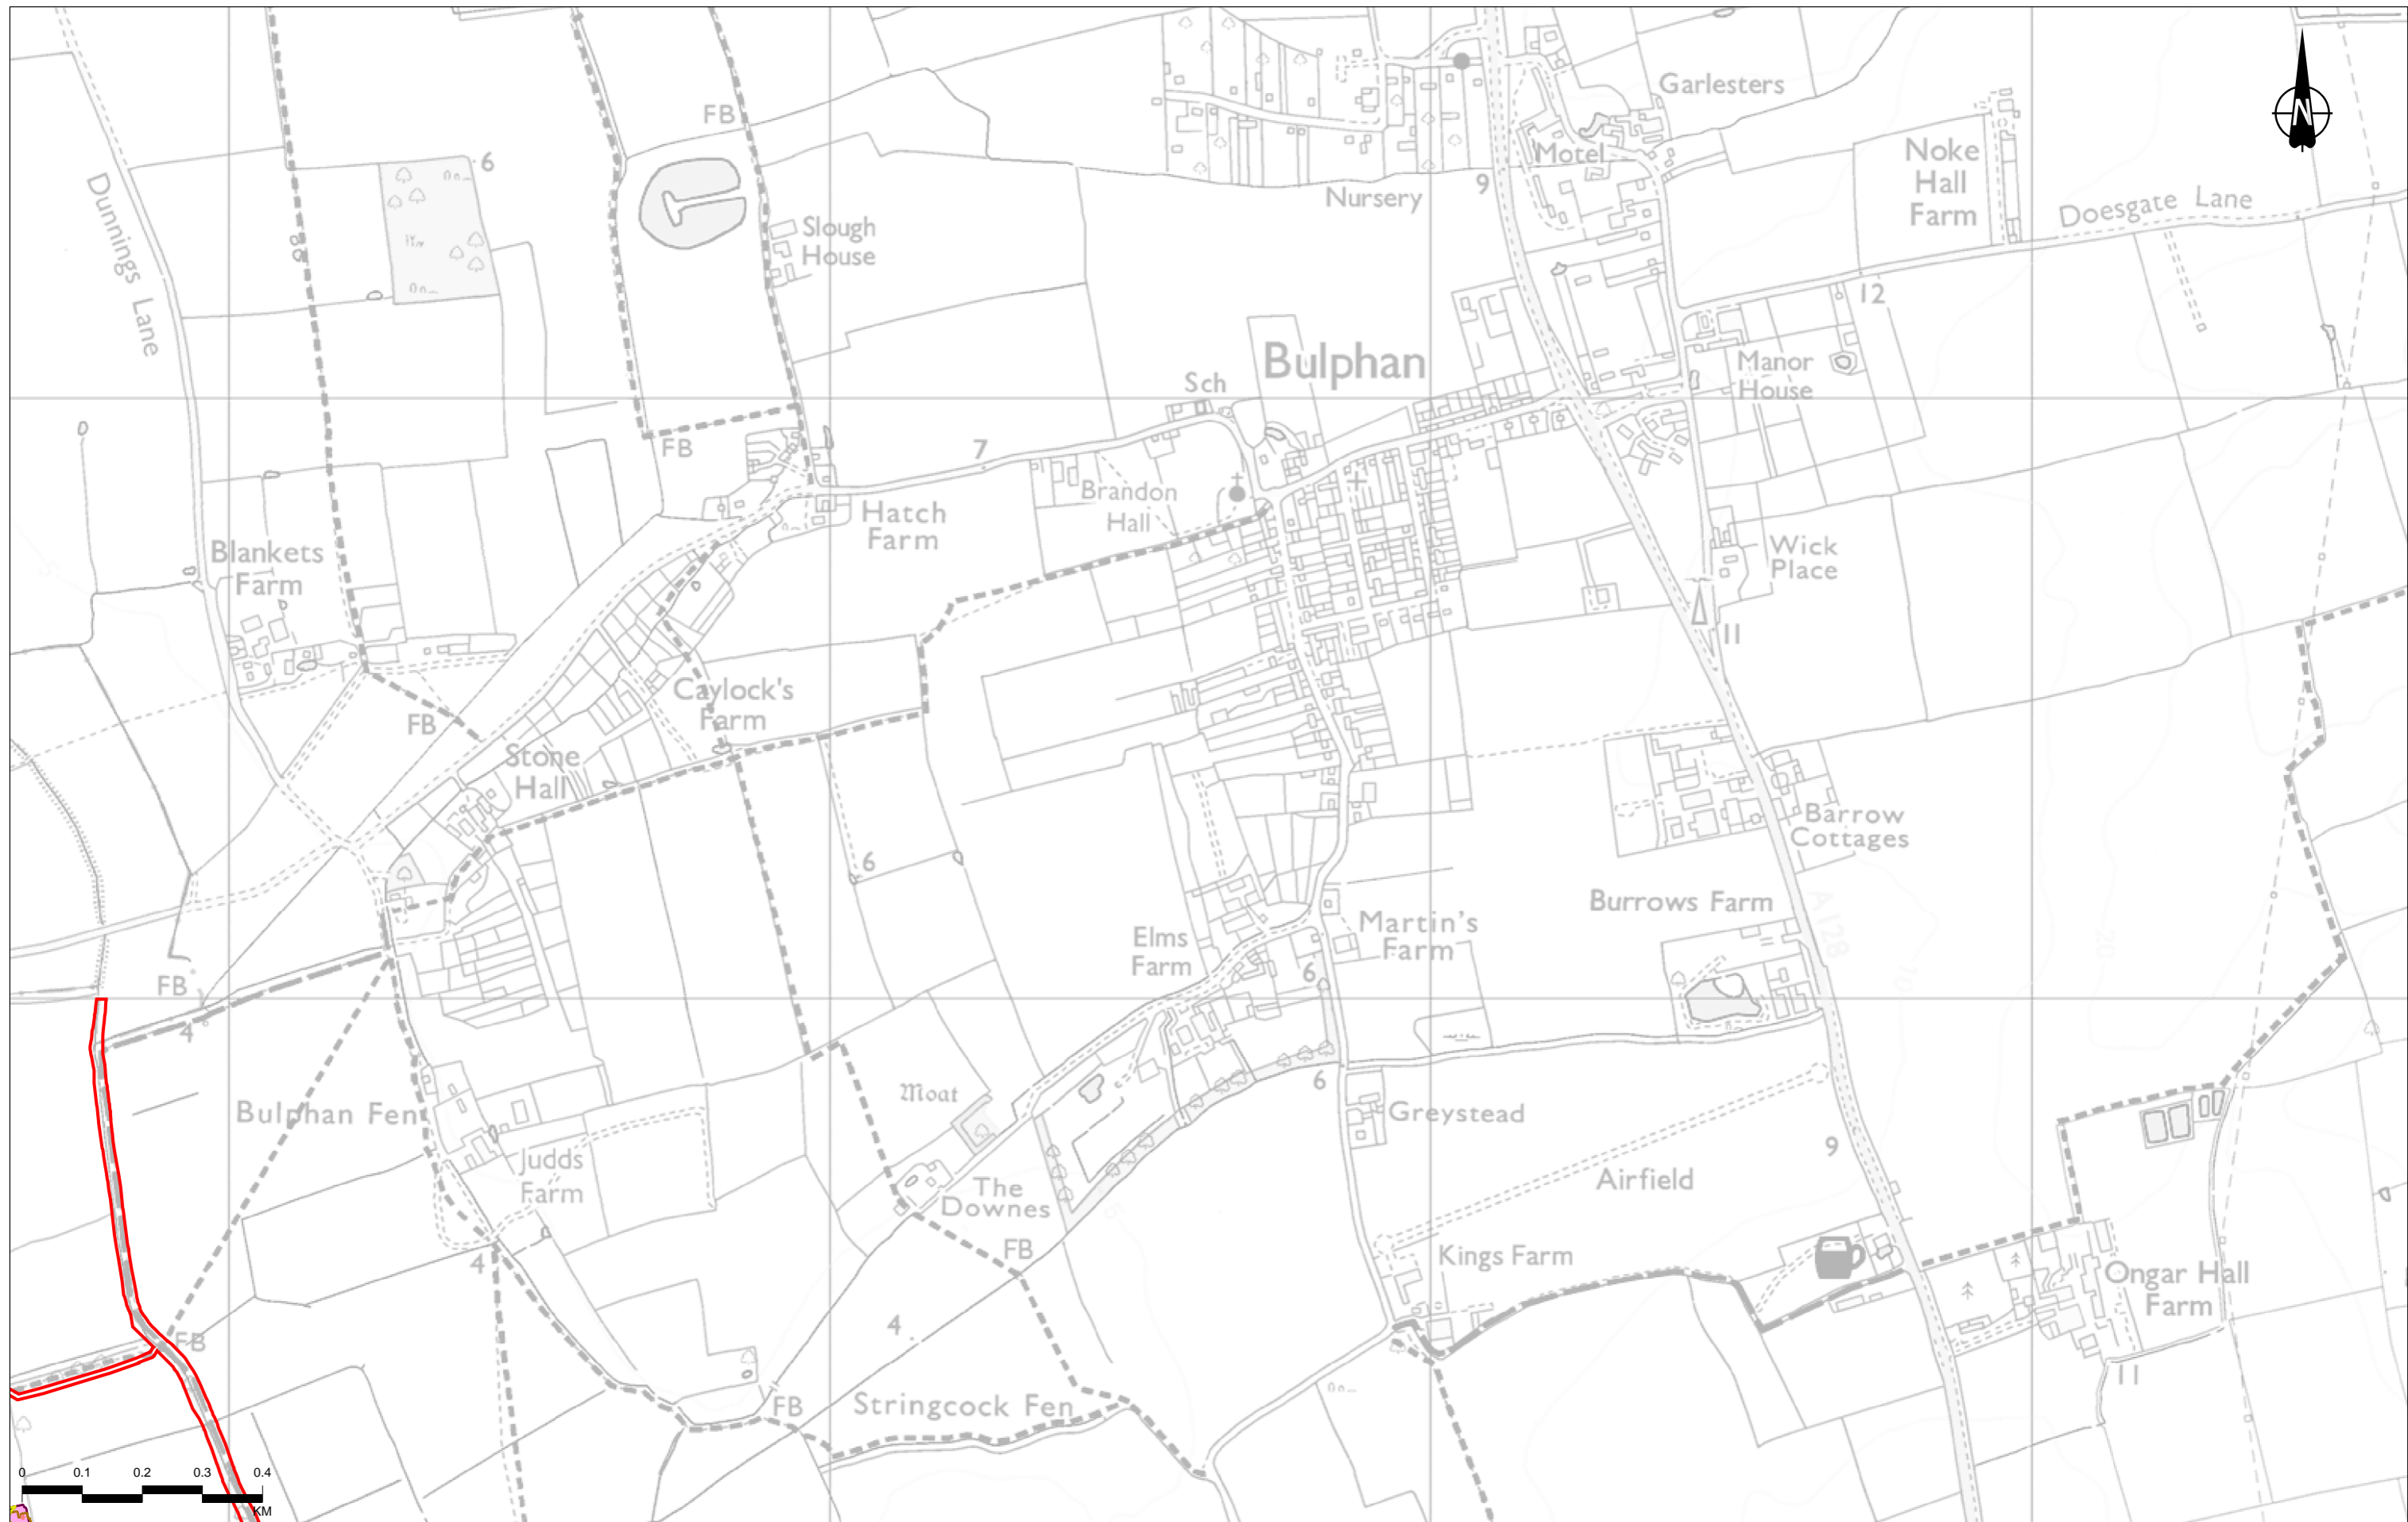 FB
Garlesters
N
6
Motel
Noke
Hall
Farm
Dunnings Lane
9
Nursery
Doesgate Lane
Slough
House
12
Bulphan
Manor
House
Sch
FB
7
Brandon
Hall
Hatch
Farm
Blankets
Farm
Wick
Place
11
Caylock's
Farm
FB
Stone
Hall
Barrow
Cottages
6
Burrows Farm
A128
Martin's
Farm
Elms
Farm
20
6
FB
10
4
Moat
6
Bulphan Fen
Greystead
9
Judds
Farm
Airfield
The
Downes
FB
4
Kings Farm
Ongar Hall
Farm
4
FB
11
FB
Stringcock Fen
0 0.1 0.2 0.3 0.4
KM